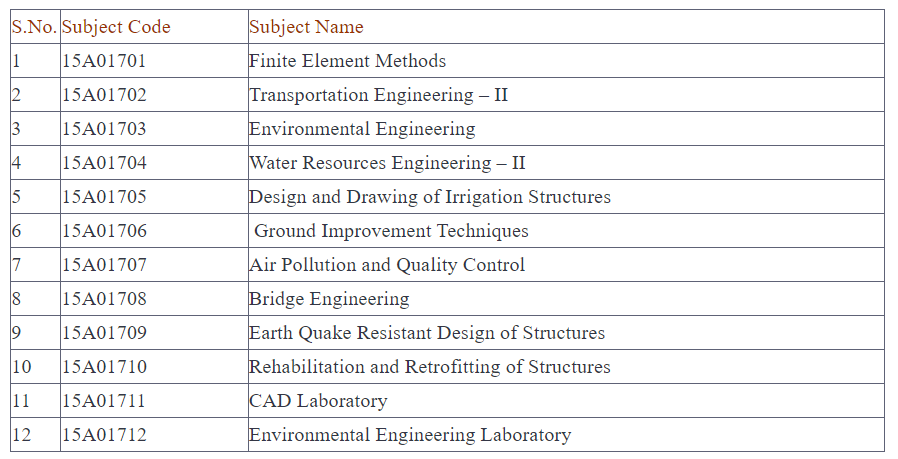 S.No. Subject Code Subject Name
1 15A01701 Finite Element Methods
2 15A01702 Transportation Engineering – II
3 15A01703 Environmental Engineering
4 15A01704 Water Resources Engineering – II
5 15A01705 Design and Drawing of Irrigation Structures
6 15A01706 Ground Improvement Techniques
7 15A01707 Air Pollution and Quality Control
8 15A01708 Bridge Engineering
9 15A01709 Earth Quake Resistant Design of Structures
10 15A01710 Rehabilitation and Retrofitting of Structures
11 15A01711 CAD Laboratory
12 15A01712 Environmental Engineering Laboratory